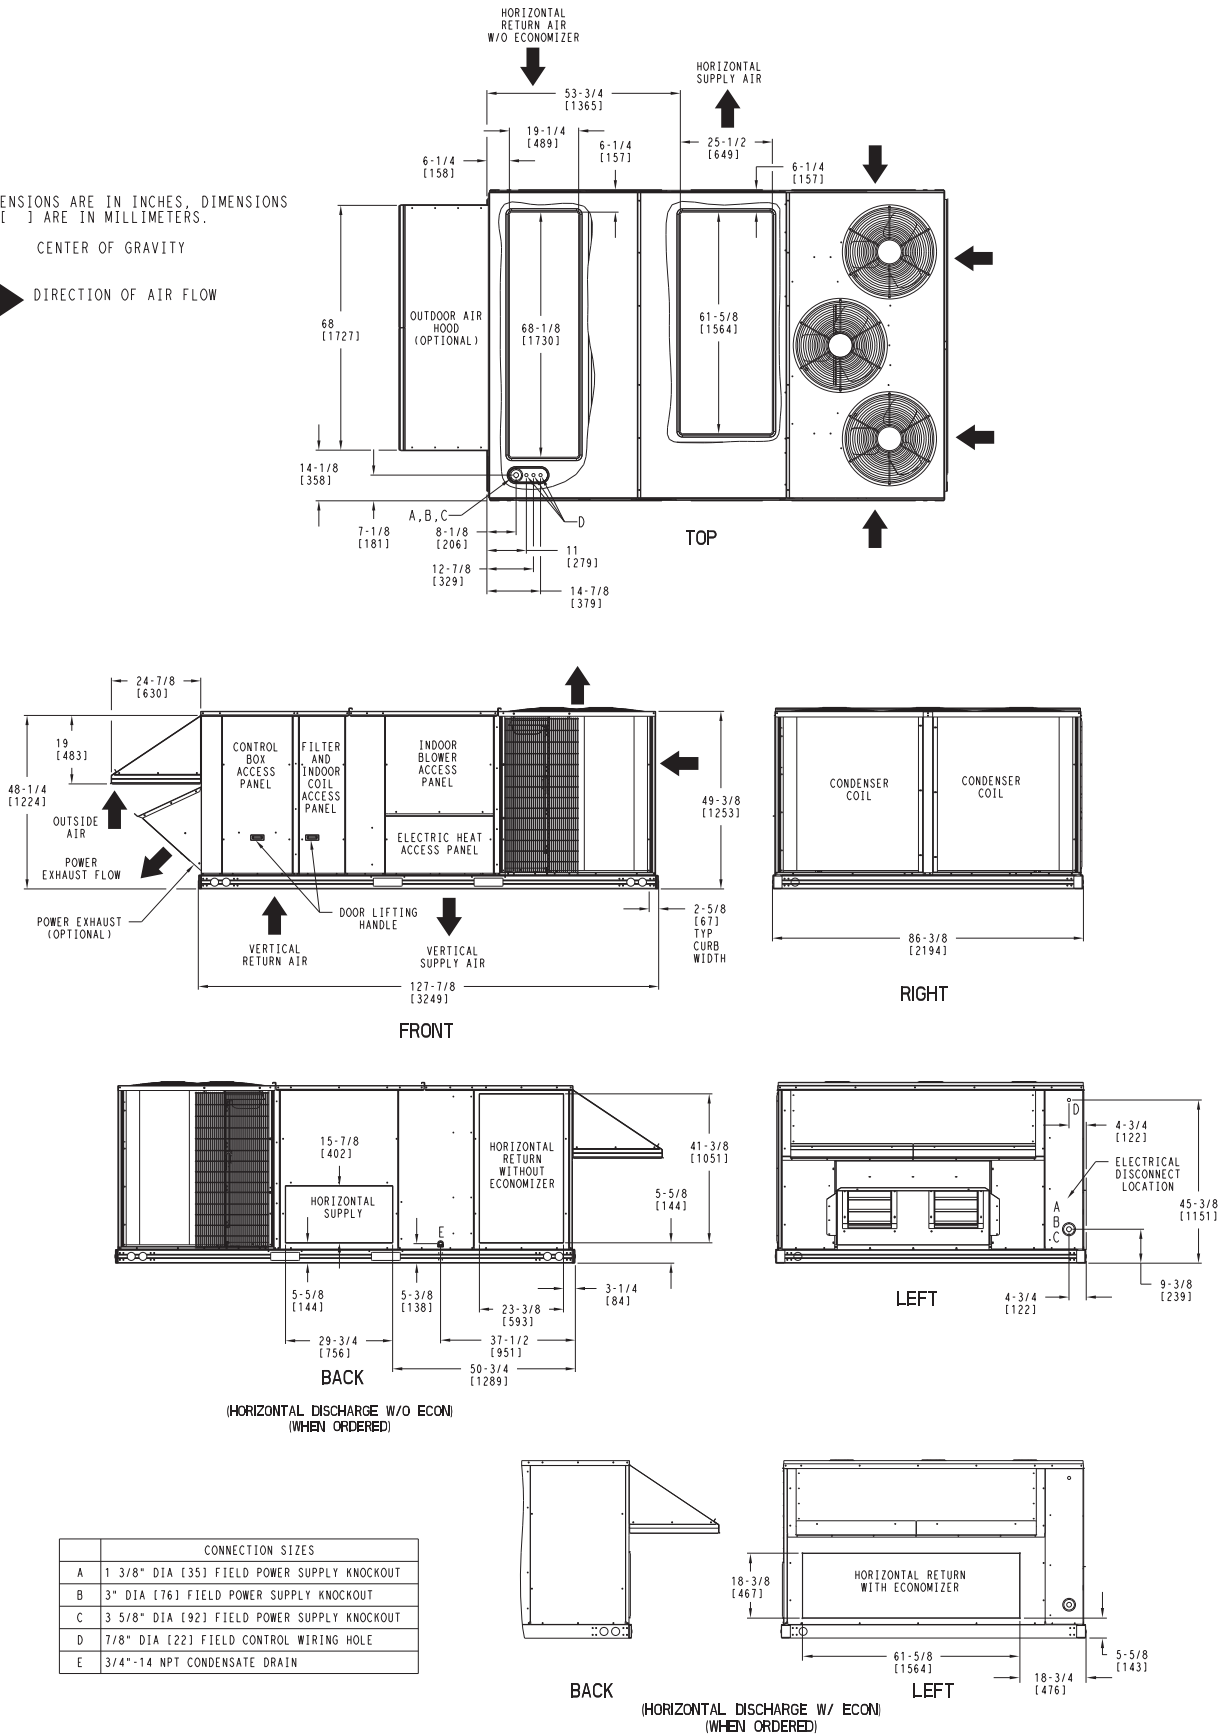 HORIZONTAL
RETURN AIR
W/O ECONOMIZER
HORIZONTAL
SUPPLY AIR
53-3/4
[1365]
19-1/4
[489]
6-1/4
[157]
25-1/2
[649]
6-1/4
[158]
6-1/4
[157]
ENSIONS ARE IN INCHES, DIMENSIONS
[ ] ARE IN MILLIMETERS.
CENTER OF GRAVITY
DIRECTION OF AIR FLOW
68
[1727]
OUTDOOR AIR
HOOD
(OPTIONAL)
68-1/8
[1730]
61-5/8
[1564]
14-1/8
[358]
A,B,C
D
7-1/8
[181]
8-1/8
[206]
11
[279]
12-7/8
[329]
14-7/8
[379]
TOP
24-7/8
[630]
19
[483]
48-1/4
[1224]
CONTROL
BOX
ACCESS
PANEL
FILTER
AND
INDOOR
COIL
ACCESS
PANEL
INDOOR
BLOWER
ACCESS
PANEL
ELECTRIC HEAT
ACCESS PANEL
OUTSIDE
AIR
POWER
EXHAUST FLOW
POWER EXHAUST
(OPTIONAL)
DOOR LIFTING
HANDLE
VERTICAL
RETURN AIR
VERTICAL
SUPPLY AIR
49-3/8
[1253]
2-5/8
[67]
TYP
CURB
WIDTH
127-7/8
[3249]
FRONT
CONDENSER
COIL
CONDENSER
COIL
86-3/8
[2194]
RIGHT
15-7/8
[402]
HORIZONTAL
SUPPLY
HORIZONTAL
RETURN
WITHOUT
ECONOMIZER
E
41-3/8
[1051]
5-5/8
[144]
5-5/8
[144]
5-3/8
[138]
3-1/4
[84]
23-3/8
[593]
29-3/4
[756]
37-1/2
[951]
50-3/4
[1289]
BACK
(HORIZONTAL DISCHARGE W/O ECON)
(WHEN ORDERED)
D
4-3/4
[122]
ELECTRICAL
DISCONNECT
LOCATION
A
B
C
45-3/8
[1151]
9-3/8
[239]
4-3/4
[122]
LEFT
CONNECTION SIZES
A 1 3/8" DIA [35] FIELD POWER SUPPLY KNOCKOUT
B 3" DIA [76] FIELD POWER SUPPLY KNOCKOUT
C 3 5/8" DIA [92] FIELD POWER SUPPLY KNOCKOUT
D 7/8" DIA [22] FIELD CONTROL WIRING HOLE
E 3/4"-14 NPT CONDENSATE DRAIN
18-3/8
[467]
HORIZONTAL RETURN
WITH ECONOMIZER
61-5/8
[1564]
18-3/4
[476]
5-5/8
[143]
BACK
LEFT
(HORIZONTAL DISCHARGE W/ ECON)
(WHEN ORDERED)